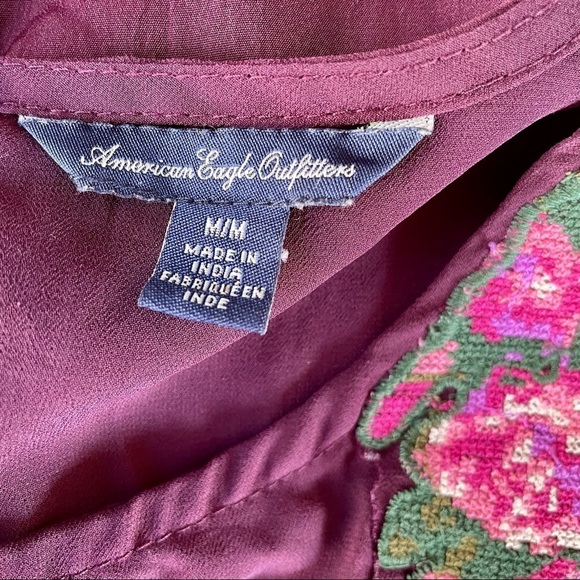 American Eagle Outfitters
M/M
MADE IN
INDIA
FABRIQUÉ EN
INDE